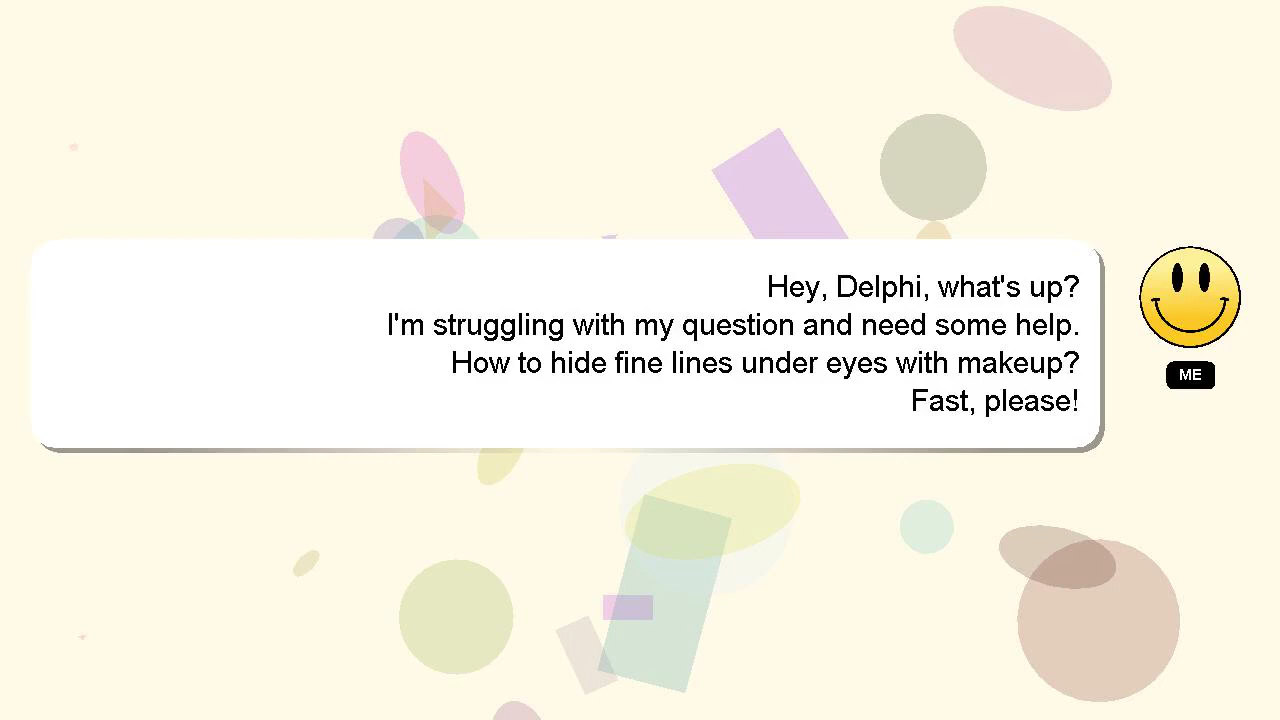 Hey, Delphi, what's up?
I'm struggling with my question and need some help.
How to hide fine lines under eyes with makeup?
Fast, please!
ME